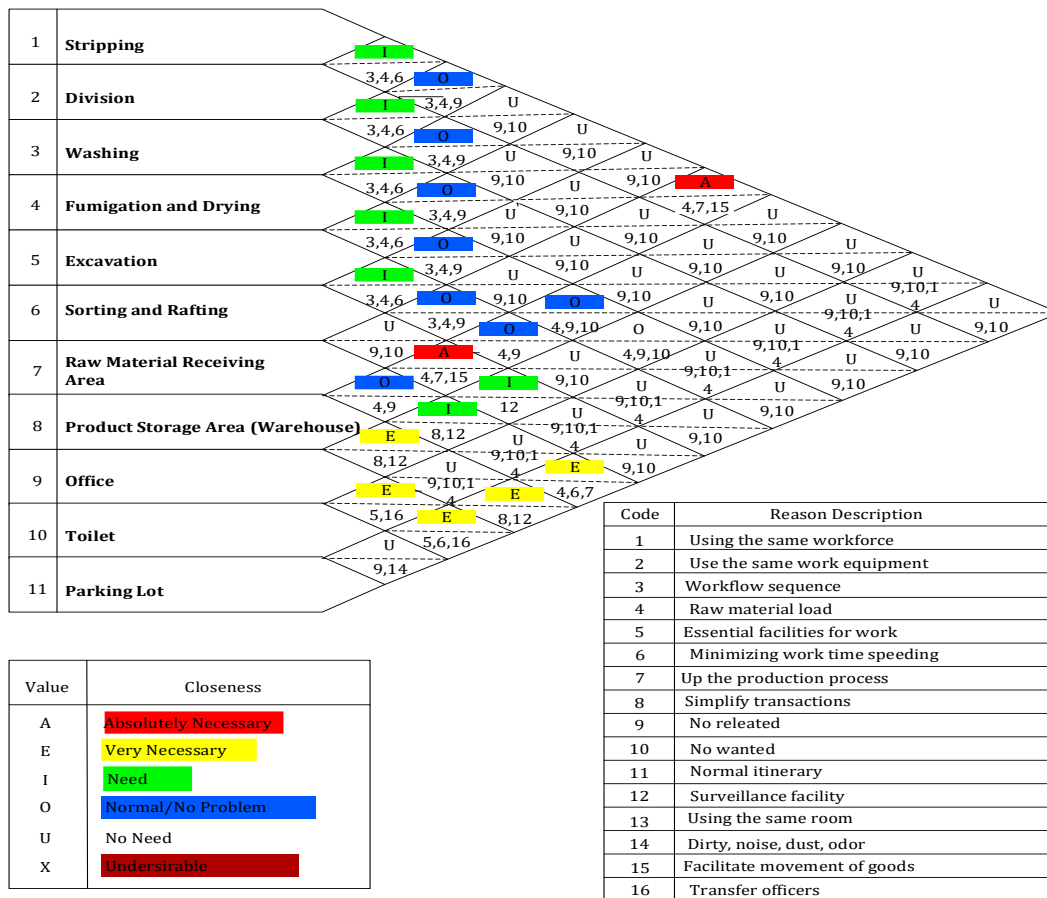 1 Stripping
I
3,4,6 O
2 Division
I 3,4,9 U
3,4,6 O 9,10 U
3 Washing
I 3,4,9 U 9,10 U
3,4,6 O 9,10 U 9,10 A
4 Fumigation and Drying
I 3,4,9 U 9,10 U 4,7,15 U
3,4,6 O 9,10 U 9,10 U 9,10 U
5 Excavation
I 3,4,9 U 9,10 U 9,10 U 9,10 U
3,4,6 O 9,10 O 9,10 U 9,10 U 9,10,14 U
6 Sorting and Rafting
U 3,4,9 O 4,9,10 O 9,10 U 9,10,14 U 9,10
9,10 A 4,9 U 4,9,10 U 9,10,14 U 9,10
7 Raw Material Receiving
Area
O 4,7,15 I 9,10 U 9,10,14 U 9,10
4,9 I 12 U 9,10,14 U 9,10
8 Product Storage Area (Warehouse)
E 8,12 U 9,10,14 U 9,10
8,12 U 9,10,14 E 9,10
9 Office
E 9,10,14 E 4,6,7
5,16 E 8,12
10 Toilet
U 5,6,16
9,14
11 Parking Lot
Value Closeness
A Absolutely Necessary
E Very Necessary
I Need
O Normal/No Problem
U No Need
X Undersirable
Code Reason Description
1 Using the same workforce
2 Use the same work equipment
3 Workflow sequence
4 Raw material load
5 Essential facilities for work
6 Minimizing work time speeding
7 Up the production process
8 Simplify transactions
9 No releated
10 No wanted
11 Normal itinerary
12 Surveillance facility
13 Using the same room
14 Dirty, noise, dust, odor
15 Facilitate movement of goods
16 Transfer officers